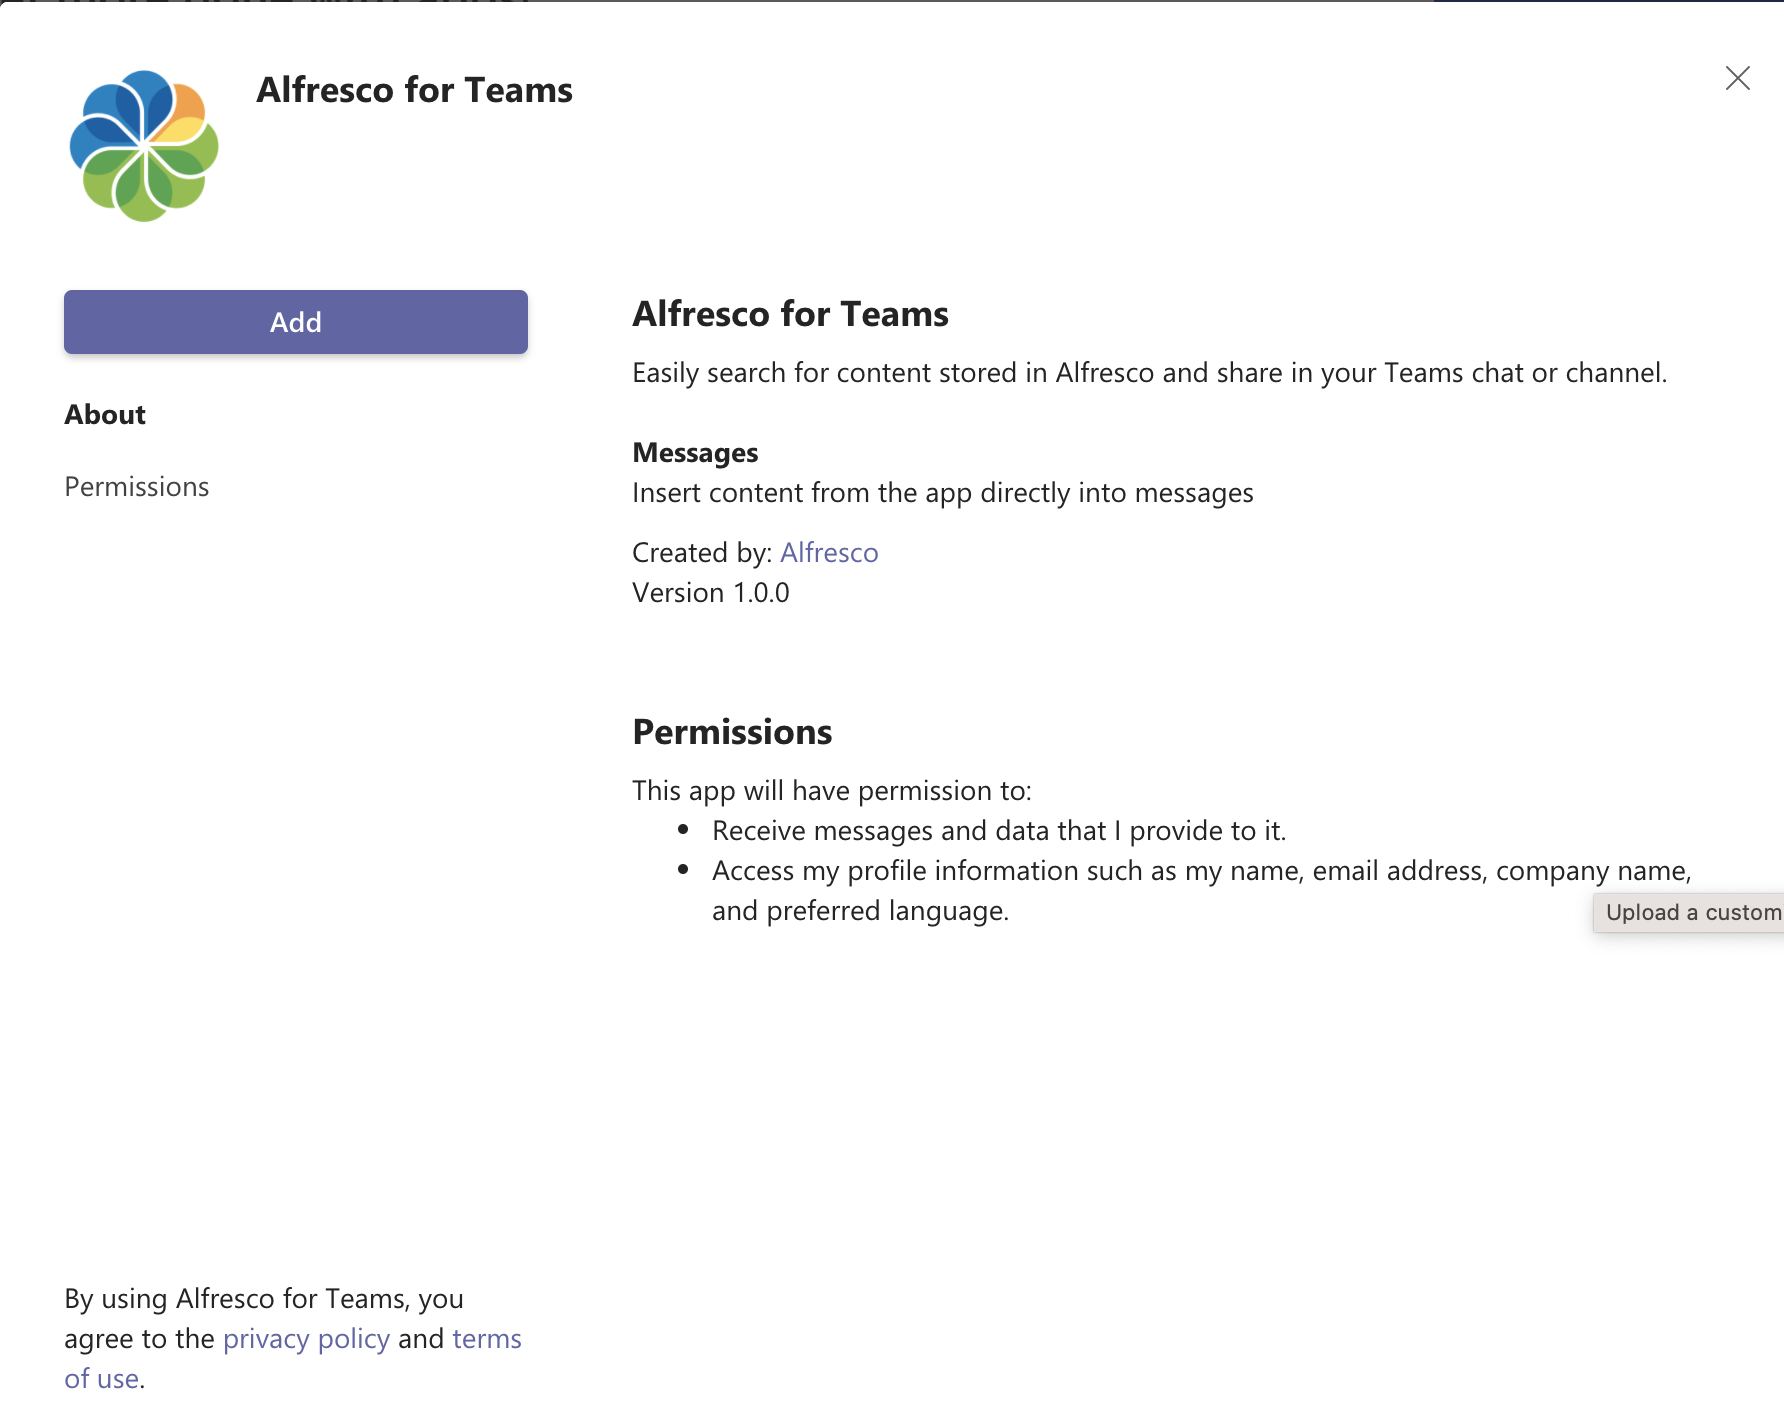 Alfresco for Teams
Add
About
Permissions
Alfresco for Teams
Easily search for content stored in Alfresco and share in your Teams chat or channel.
Messages
Insert content from the app directly into messages
Created by: Alfresco
Version 1.0.0
Permissions
This app will have permission to:
• Receive messages and data that I provide to it.
• Access my profile information such as my name, email address, company name,
and preferred language.
Upload a custom
By using Alfresco for Teams, you
agree to the privacy policy and terms
of use.